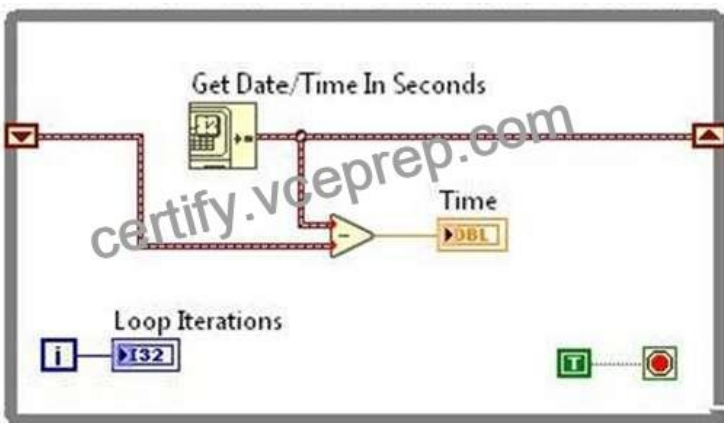 Get Date/Time In Seconds
certify.vceprep.com
Time
DBL
Loop Iterations
i
I32
T